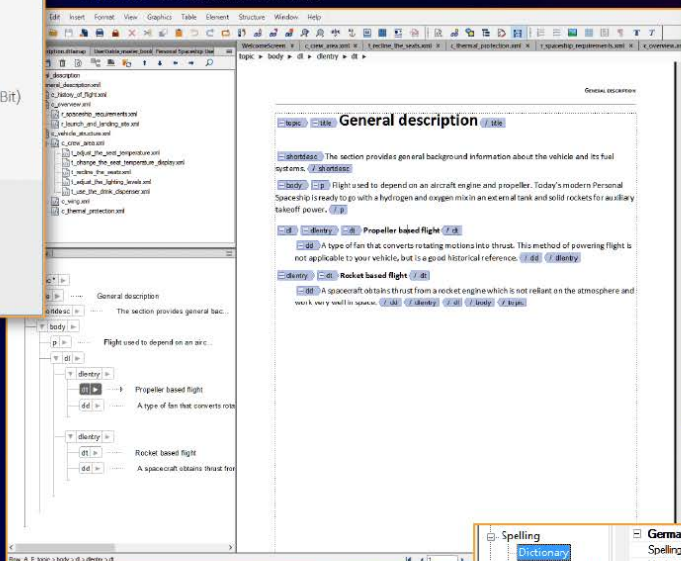 Bit)
Edit Insert Format View Graphics Table Element Structure Window Help
WelcomeScreen c_crew_area.xml t_recline_the_seats.xml c_thermal_protection.xml r_spaceship_requirements.xml c_overview.xml
topic body dl dlentry dt
general_description.xml
c_history_of_flight.xml
c_overview.xml
r_spaceship_requirements.xml
r_launch_and_landing_site.xml
c_vehicle_structure.xml
c_crew_area.xml
t_adjust_the_seat_temperature.xml
t_change_the_seat_temperature_display.xml
t_recline_the_seats.xml
t_adjust_the_lighting_levels.xml
t_use_the_drink_dispenser.xml
c_wing.xml
c_thermal_protection.xml
GENERAL DESCRIPTION
topic title General description / title
shortdesc The section provides general background information about the vehicle and its fuel
systems. / shortdesc
body p Flight used to depend on an aircraft engine and propeller. Today's modern Personal
Spaceship is ready to go with a hydrogen and oxygen mix in an external tank and solid rockets for auxiliary
takeoff power. / p
dl dlentry dt Propeller based flight / dt
dd A type of fan that converts rotating motions into thrust. This method of powering flight is
not applicable to your vehicle, but is a good historical reference. / dd / dlentry
dlentry dt Rocket based flight / dt
dd A spacecraft obtains thrust from a rocket engine which is not reliant on the atmosphere and
work very well in space. / dd / dlentry / dl / body / topic
General description
shortdesc The section provides general bac...
body
p Flight used to depend on an airc...
dl
dlentry
dt Propeller based flight
dd A type of fan that converts rota
dlentry
dt Rocket based flight
dd A spacecraft obtains thrust from
Spelling
Dictionary
Germa
Spelling